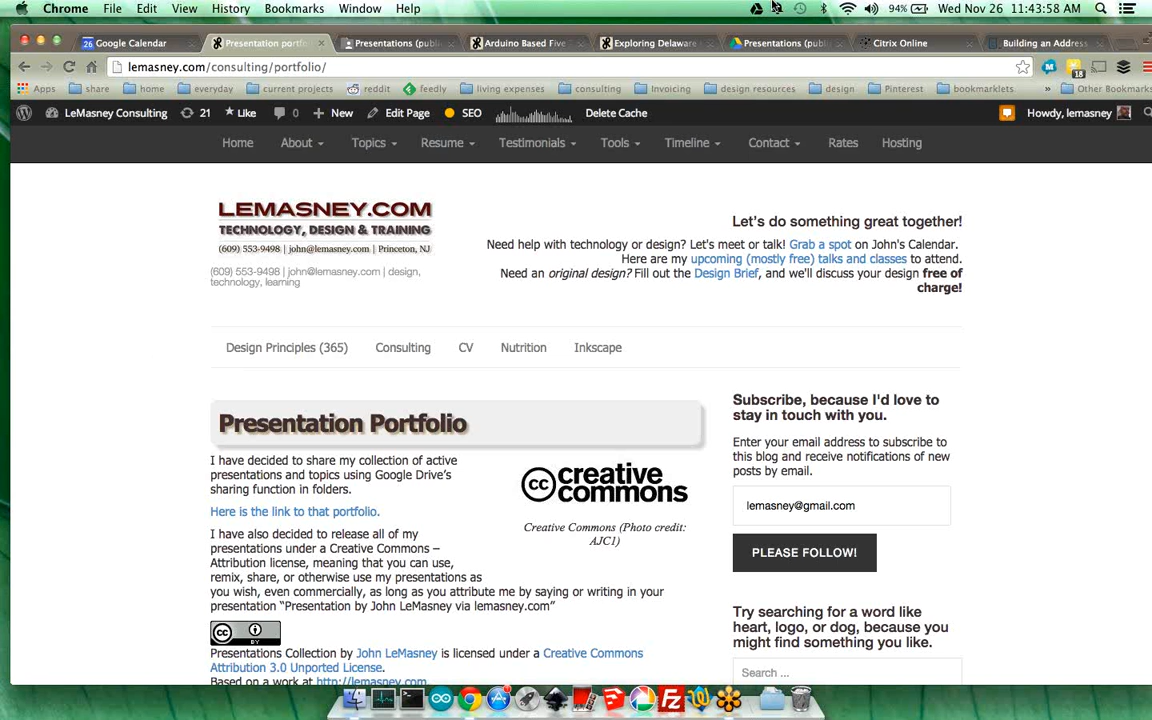 Chrome File Edit View History Bookmarks Window Help 94% Wed Nov 26 11:43:58 AM
26 Google Calendar Presentation portfo Presentations (public Arduino Based Five Exploring Delaware Presentations (publi Citrix Online Building an Address
lemasney.com/consulting/portfolio/ 18
Apps share home everyday current projects reddit feedly living expenses consulting Invoicing design resources design Pinterest bookmarklets » Other Bookmarks
LeMasney Consulting 21 Like 0 New Edit Page SEO Delete Cache Howdy, lemasney
Home About Topics Resume Testimonials Tools Timeline Contact Rates Hosting
LEMASNEY.COM
TECHNOLOGY, DESIGN & TRAINING
(609) 553-9498 | john@lemasney.com | Princeton, NJ
(609) 553-9498 | john@lemasney.com | design,
technology, learning
Let's do something great together!
Need help with technology or design? Let's meet or talk! Grab a spot on John's Calendar.
Here are my upcoming (mostly free) talks and classes to attend.
Need an original design? Fill out the Design Brief, and we'll discuss your design free of
charge!
Design Principles (365) Consulting CV Nutrition Inkscape
Presentation Portfolio
I have decided to share my collection of active
presentations and topics using Google Drive's
sharing function in folders.
Here is the link to that portfolio.
I have also decided to release all of my
presentations under a Creative Commons –
Attribution license, meaning that you can use,
remix, share, or otherwise use my presentations as
you wish, even commercially, as long as you attribute me by saying or writing in your
presentation "Presentation by John LeMasney via lemasney.com"
cc creative
commons
Creative Commons (Photo credit:
AJC1)
cc BY
Presentations Collection by John LeMasney is licensed under a Creative Commons
Attribution 3.0 Unported License.
Based on a work at http://lemasney.com.
Subscribe, because I'd love to
stay in touch with you.
Enter your email address to subscribe to
this blog and receive notifications of new
posts by email.
lemasney@gmail.com
PLEASE FOLLOW!
Try searching for a word like
heart, logo, or dog, because you
might find something you like.
Search ...